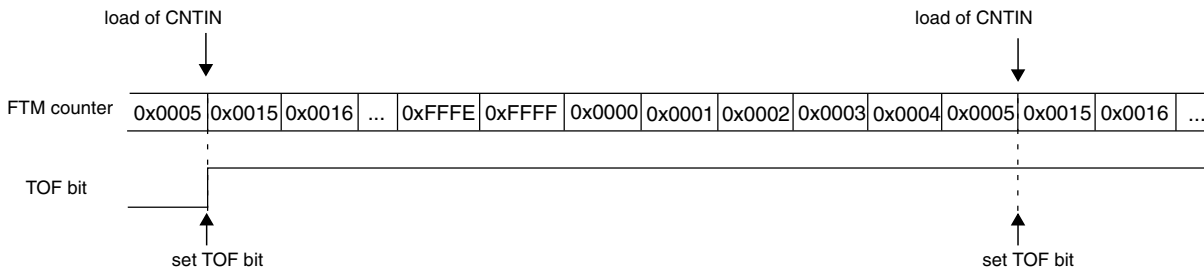 load of CNTIN load of CNTIN
FTM counter 0x0005 0x0015 0x0016 ... 0xFFFE 0xFFFF 0x0000 0x0001 0x0002 0x0003 0x0004 0x0005 0x0015 0x0016 ...
TOF bit
set TOF bit set TOF bit